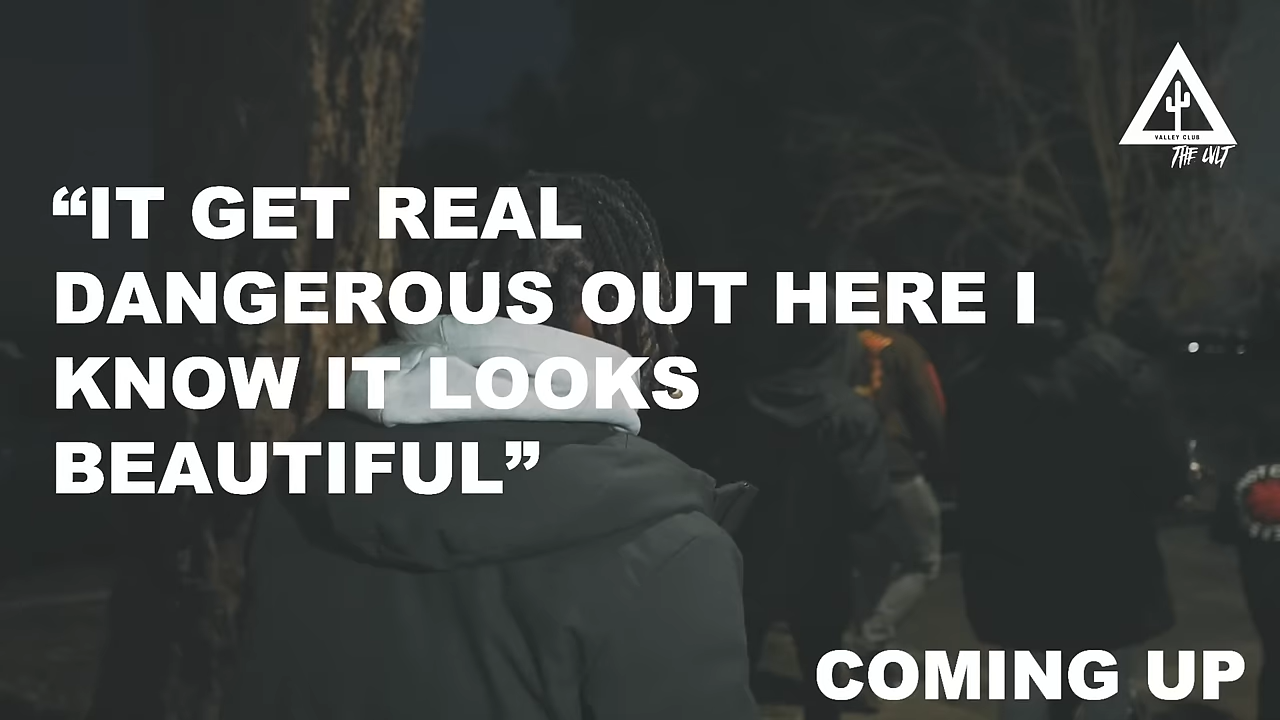 VALLEY CLUB
THE CVLT
“IT GET REAL
DANGEROUS OUT HERE I
KNOW IT LOOKS
BEAUTIFUL”
COMING UP